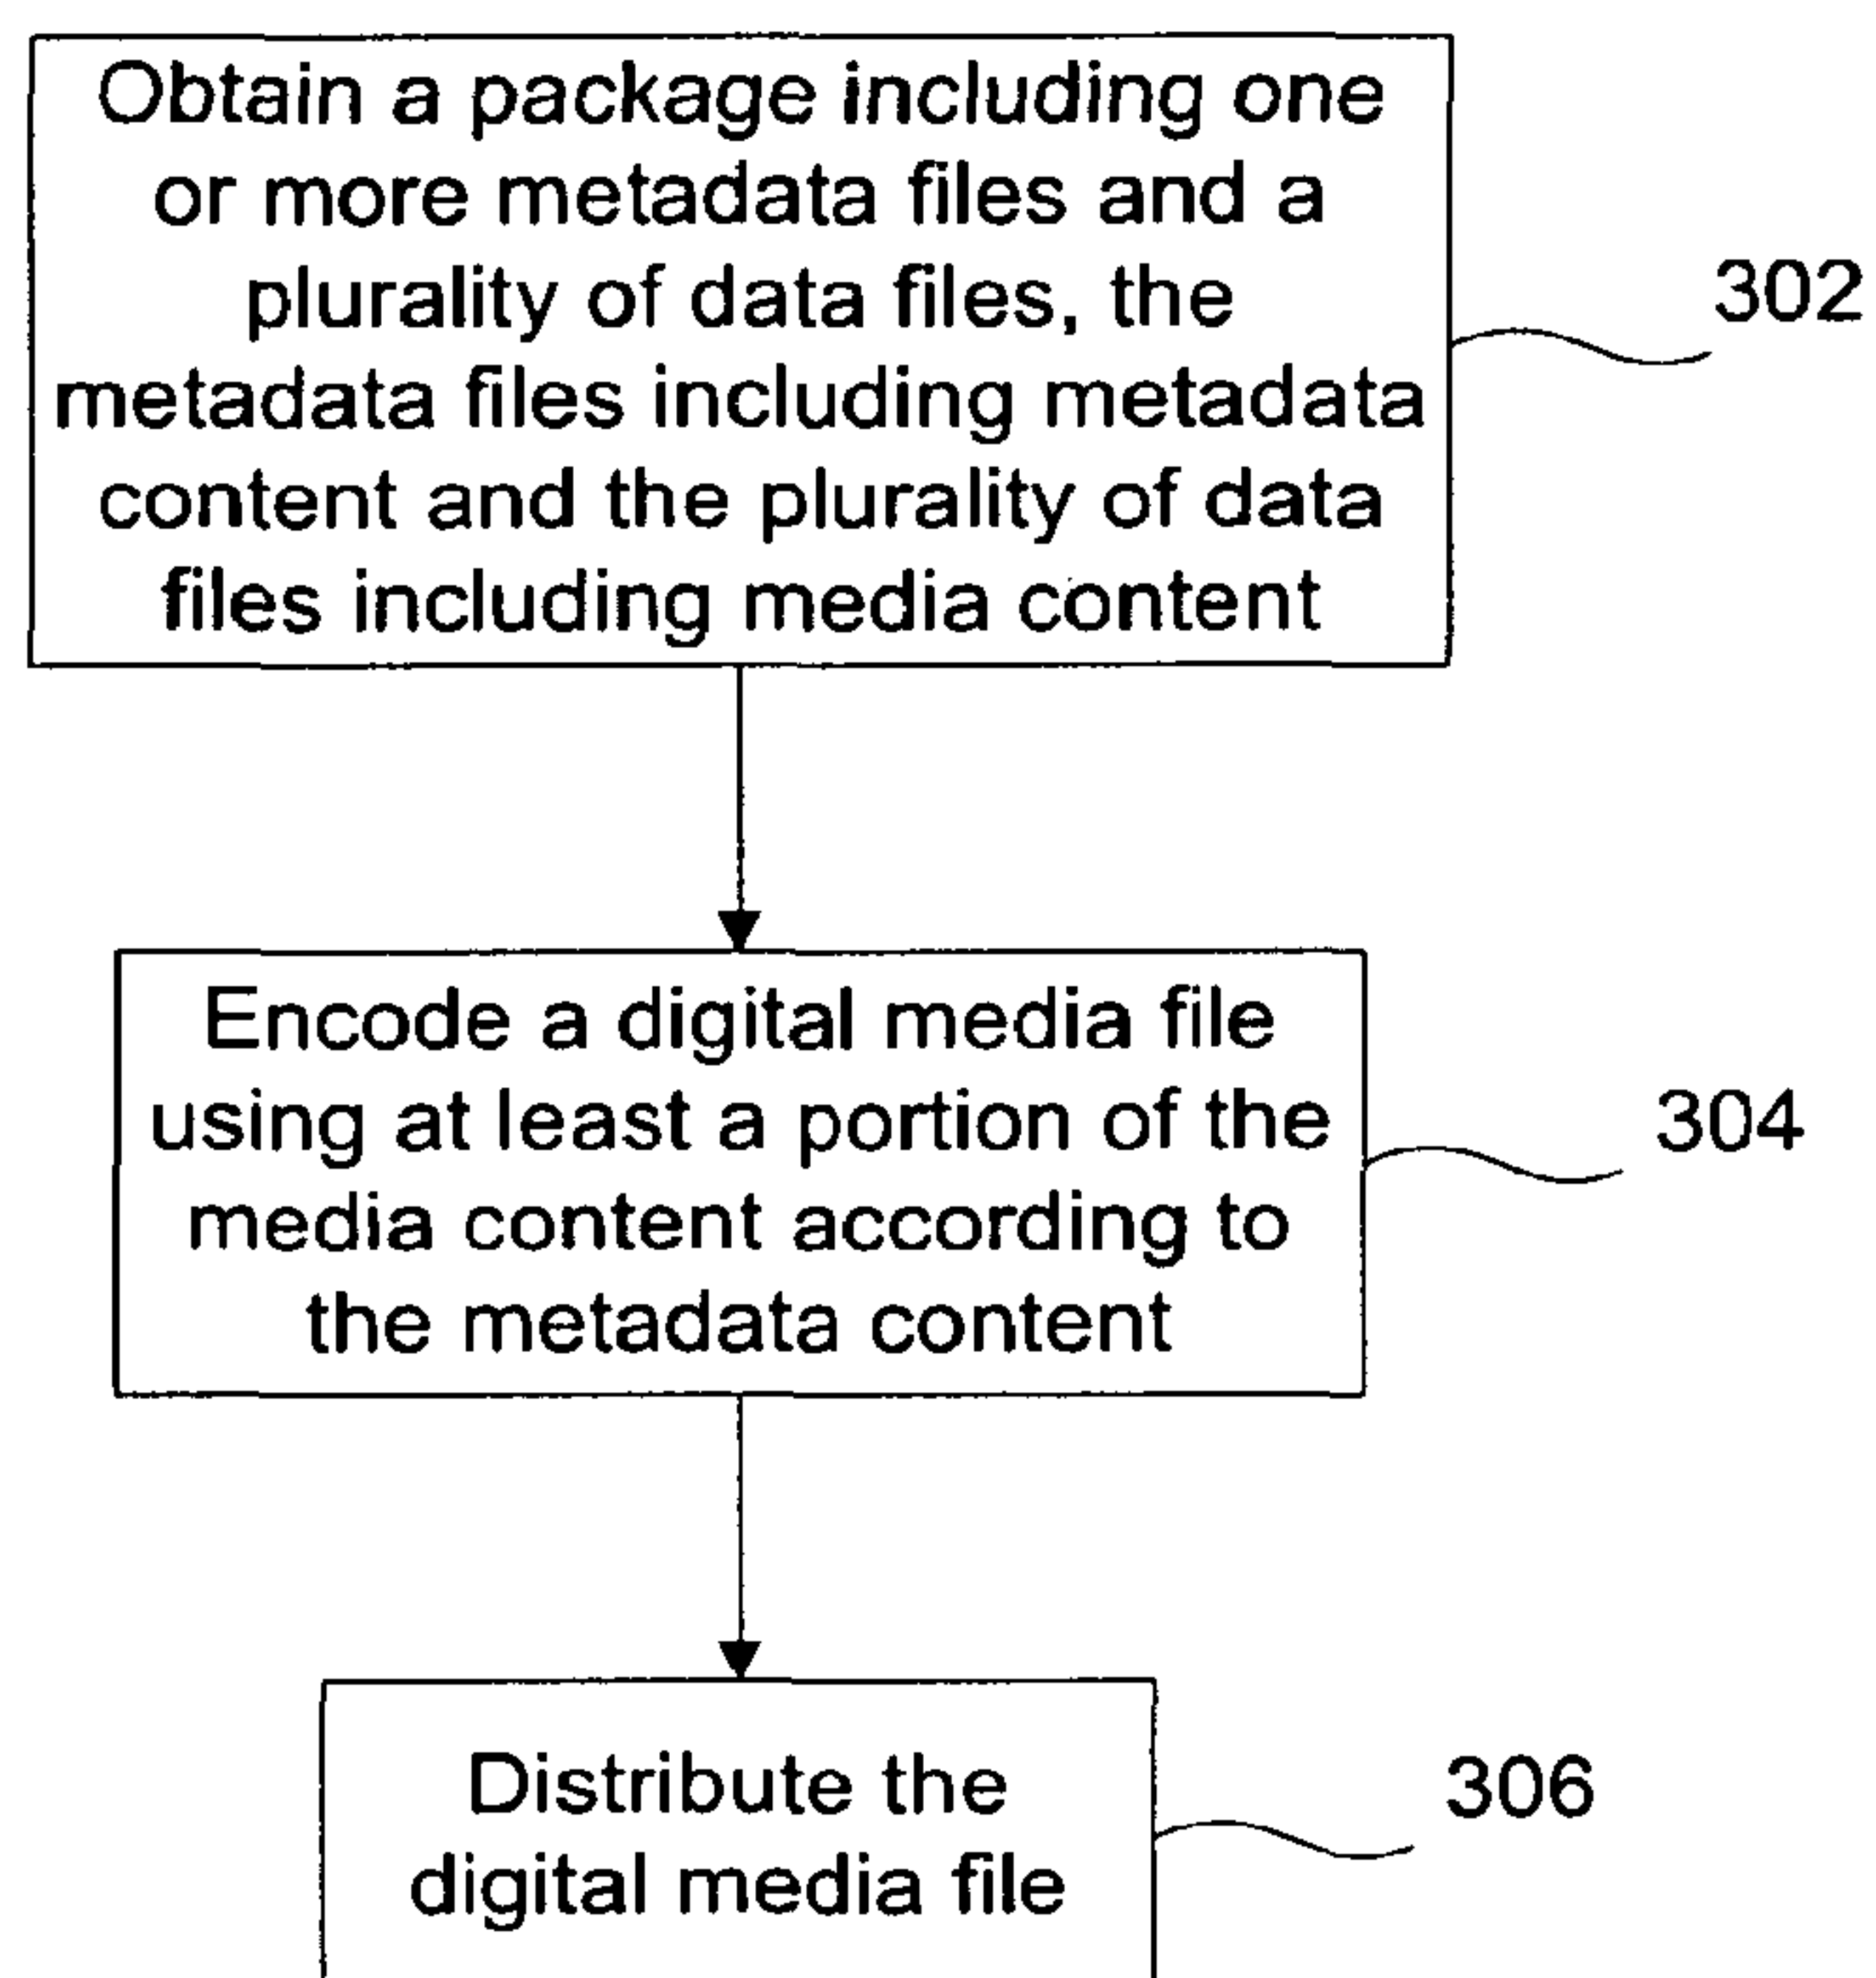 Obtain a package including one
or more metadata files and a
plurality of data files, the
metadata files including metadata
content and the plurality of data
files including media content
302
Encode a digital media file
using at least a portion of the
media content according to
the metadata content
304
Distribute the
digital media file
306